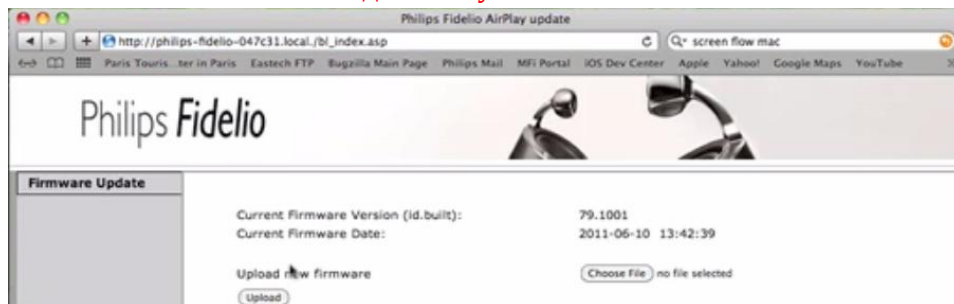 Philips Fidelio AirPlay update
http://philips-fidelio-047c31.local./bl_index.asp
screen flow mac
Paris Touris...ter in Paris Eastech FTP Bugzilla Main Page Philips Mail MFi Portal iOS Dev Center Apple Yahoo! Google Maps YouTube
Philips Fidelio
Firmware Update
Current Firmware Version (id.built): 79.1001
Current Firmware Date: 2011-06-10 13:42:39
Upload new firmware Choose File no file selected
Upload